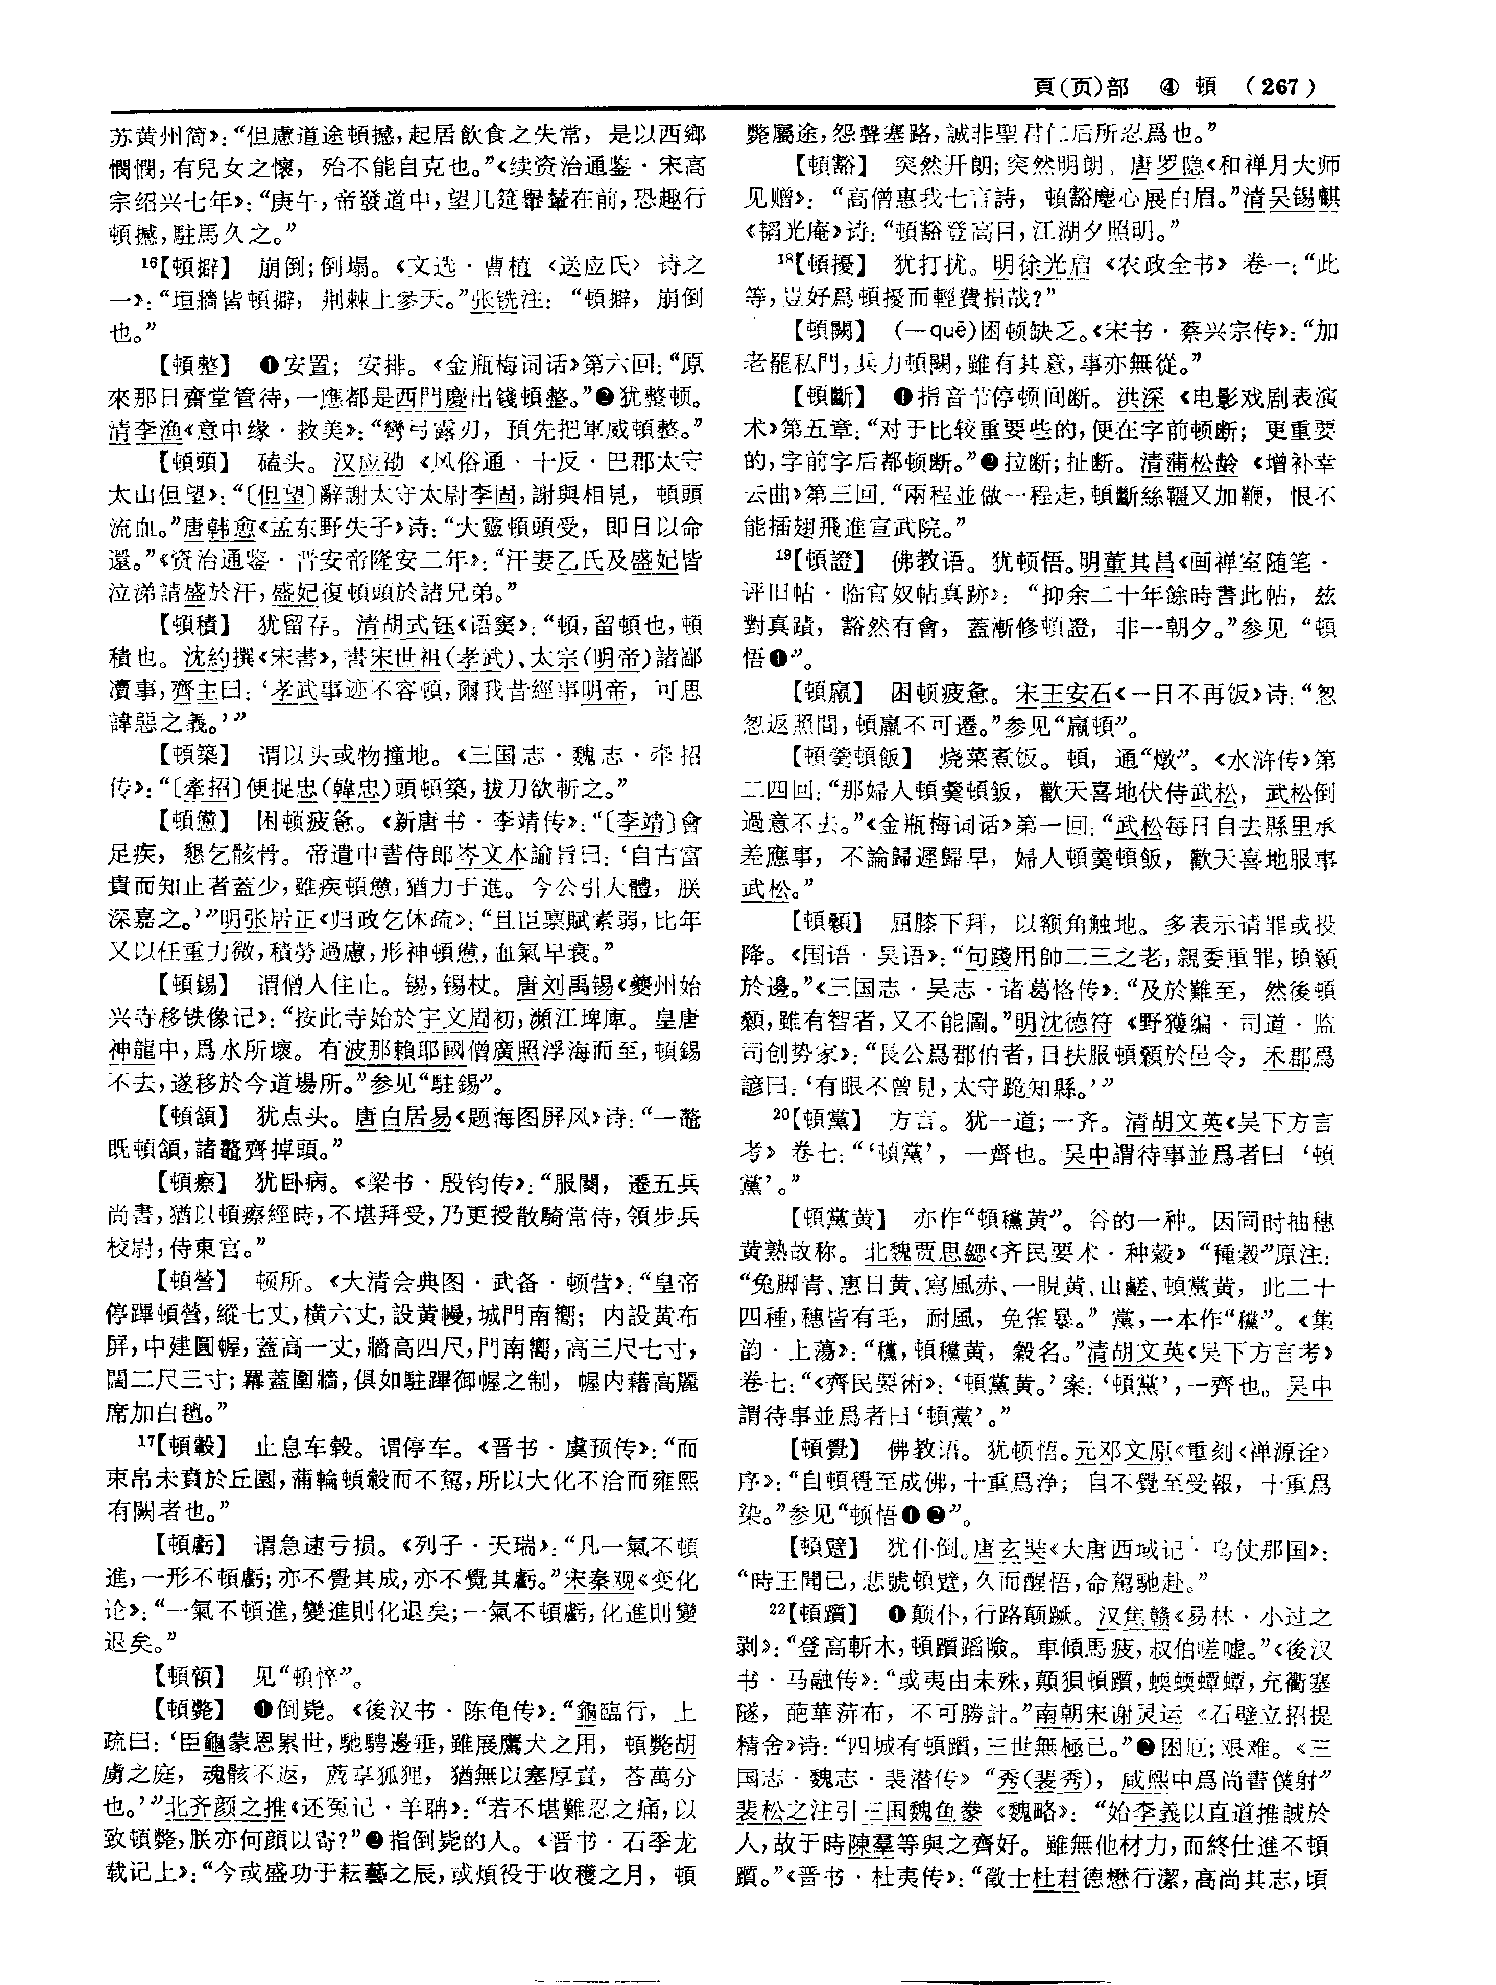 頁(页)部　④　頓　(267)
苏黄州简》：“但慮道途頓撼，起居飲食之失常，是以西鄉
惘惘，有兒女之懷，殆不能自克也。”《续资治通鉴·宋高
宗绍兴七年》：“庚午，帝發道中，望几筵轝輦在前，恐趣行
頓撼，駐馬久之。”
16【頓擗】　崩倒；倒塌。《文选·曹植〈送应氏〉诗之
一》：“垣牆皆頓擗，荆棘上參天。”张铣注：“頓擗，崩倒
也。”
【頓整】　❶安置；安排。《金瓶梅词话》第六回：“原
來那日齋堂管待，一應都是西門慶出錢頓整。”❷犹整顿。
清李渔《意中缘·救美》：“彎弓露刃，預先把軍威頓整。”
【頓頭】　磕头。汉应劭《风俗通·十反·巴郡太守
太山但望》：“〔但望〕辭謝太守太尉李固，謝與相見，頓頭
流血。”唐韩愈《孟东野失子》诗：“大靈頓頭受，即日以命
還。”《资治通鉴·晋安帝隆安二年》：“汗妻乙氏及盛妃皆
泣涕請盛於汗，盛妃復頓頭於諸兄弟。”
【頓積】　犹留存。清胡式钰《语窦》：“頓，留頓也，頓
積也。沈約撰《宋書》，書宋世祖(孝武)、太宗(明帝)諸鄙
瀆事，齊主曰：‘孝武事迹不容頓，爾我昔經事明帝，可思
諱惡之義。’”
【頓築】　谓以头或物撞地。《三国志·魏志·牵招
传》：“〔牽招〕便捉忠(韓忠)頭頓築，拔刀欲斬之。”
【頓憊】　困顿疲惫。《新唐书·李靖传》：“〔李靖〕會
足疾，懇乞骸骨。帝遣中書侍郎岑文本諭旨曰：‘自古富
貴而知止者蓋少，雖疾頓憊，猶力于進。今公引大體，朕
深嘉之。’”明张居正《归政乞休疏》：“且臣禀賦素弱，比年
又以任重力微，積勞過慮，形神頓憊，血氣早衰。”
【頓錫】　谓僧人住止。锡，锡杖。唐刘禹锡《夔州始
兴寺移铁像记》：“按此寺始於宇文周初，瀕江埤庳。皇唐
神龍中，爲水所壞。有波那賴耶國僧廣照浮海而至，頓錫
不去，遂移於今道場所。”参见“駐錫”。
【頓頷】　犹点头。唐白居易《题海图屏风》诗：“一鼇
既頓頷，諸鼇齊掉頭。”
【頓瘵】　犹卧病。《梁书·殷钧传》：“服闋，遷五兵
尚書，猶以頓瘵經時，不堪拜受，乃更授散騎常侍，領步兵
校尉，侍東宫。”
【頓營】　顿所。《大清会典图·武备·顿营》：“皇帝
停蹕頓營，縱七丈，横六丈，設黄幔，城門南嚮；内設黄布
屏，中建圓幄，蓋高一丈，牆高四尺，門南嚮，高三尺七寸，
闊二尺三寸；羃蓋圍牆，俱如駐蹕御幄之制，幄内藉高麗
席加白氊。”
17【頓轂】　止息车毂。谓停车。《晋书·虞预传》：“而
束帛未賁於丘園，蒲輪頓轂而不駕，所以大化不洽而雍熙
有闕者也。”
【頓虧】　谓急速亏损。《列子·天瑞》：“凡一氣不頓
進，一形不頓虧；亦不覺其成，亦不覺其虧。”宋秦观《变化
论》：“一氣不頓進，變進則化退矣；一氣不頓虧，化進則變
退矣。”
【頓顇】　见“頓悴”。
【頓斃】　❶倒毙。《後汉书·陈龟传》：“龜臨行，上
疏曰：‘臣龜蒙恩累世，馳騁邊垂，雖展鷹犬之用，頓斃胡
虜之庭，魂骸不返，薦享狐狸，猶無以塞厚責，荅萬分
也。’”北齐颜之推《还冤记·羊聃》：“若不堪難忍之痛，以
致頓斃，朕亦何顔以寄？”❷指倒毙的人。《晋书·石季龙
载记上》：“今或盛功于耘藝之辰，或煩役于收穫之月，頓
斃屬途，怨聲塞路，誠非聖君仁后所忍爲也。”
【頓豁】　突然开朗；突然明朗。唐罗隐《和禅月大师
见赠》：“高僧惠我七言詩，頓豁塵心展白眉。”清吴锡麒
《韬光庵》诗：“頓豁登高目，江湖夕照明。”
18【頓擾】　犹打扰。明徐光启《农政全书》卷一：“此
等，豈好爲頓擾而輕費損哉？”
【頓闕】　(—quē)困顿缺乏。《宋书·蔡兴宗传》：“加
老罷私門，兵力頓闕，雖有其意，事亦無從。”
【頓斷】　❶指音节停顿间断。洪深《电影戏剧表演
术》第五章：“对于比较重要些的，便在字前顿断；更重要
的，字前字后都顿断。”❷拉断；扯断。清蒲松龄《增补幸
云曲》第三回：“兩程並做一程走，頓斷絲韁又加鞭，恨不
能插翅飛進宣武院。”
19【頓證】　佛教语。犹顿悟。明董其昌《画禅室随笔·
评旧帖·临官奴帖真跡》：“抑余二十年餘時書此帖，兹
對真蹟，豁然有會，蓋漸修頓證，非一朝夕。”参见“頓
悟❶”。
【頓羸】　困顿疲惫。宋王安石《一日不再饭》诗：“忽
忽返照間，頓羸不可遷。”参见“羸頓”。
【頓羹頓飯】　烧菜煮饭。頓，通“燉”。《水浒传》第
二四回：“那婦人頓羹頓飯，歡天喜地伏侍武松，武松倒
過意不去。”《金瓶梅词话》第一回：“武松每日自去縣里承
差應事，不論歸遲歸早，婦人頓羹頓飯，歡天喜地服事
武松。”
【頓顙】　屈膝下拜，以额角触地。多表示请罪或投
降。《国语·吴语》：“句踐用帥二三之老，親委重罪，頓顙
於邊。”《三国志·吴志·诸葛恪传》：“及於難至，然後頓
顙，雖有智者，又不能圖。”明沈德符《野獲编·司道·监
司创势家》：“長公爲郡伯者，日扶服頓顙於邑令，禾郡爲
諺曰：‘有眼不曾見，太守跪知縣。’”
20【頓黨】　方言。犹一道；一齐。清胡文英《吴下方言
考》卷七：“‘頓黨’，一齊也。吴中謂待事並爲者曰‘頓
黨’。”
【頓黨黄】　亦作“頓穬黄”。谷的一种。因同时抽穗
黄熟故称。北魏贾思勰《齐民要术·种穀》“種穀”原注：
“兔脚青、惠日黄、寫風赤、一晛黄、山鹺、頓黨黄，此二十
四種，穗皆有毛，耐風，免雀暴。”黨，一本作“穬”。《集
韵·上荡》：“穬，頓穬黄，穀名。”清胡文英《吴下方言考》
卷七：“《齊民要術》：‘頓黨黄。’案：‘頓黨’，一齊也。吴中
謂待事並爲者曰‘頓黨’。”
【頓覺】　佛教语。犹顿悟。元邓文原《重刻〈禅源诠〉
序》：“自頓覺至成佛，十重爲净；自不覺至受報，十重爲
染。”参见“顿悟❶❷”。
【頓躄】　犹仆倒。唐玄奘《大唐西域记·乌仗那国》：
“時王聞已，悲號頓躄，久而醒悟，命駕馳赴。”
22【頓躓】　❶颠仆，行路颠蹶。汉焦赣《易林·小过之
剥》：“登高斬木，頓躓蹈險。車傾馬疲，叔伯嗟嘘。”《後汉
书·马融传》：“或夷由未殊，顛狽頓躓，蝡蝡蟫蟫，充衢塞
隧，葩華荓布，不可勝計。”南朝宋谢灵运《石壁立招提
精舍》诗：“四城有頓躓，三世無極已。”❷困厄；艰难。《三
国志·魏志·裴潜传》“秀(裴秀)，咸熙中爲尚書僕射”
裴松之注引三国魏鱼豢《魏略》：“始李義以直道推誠於
人，故于時陳羣等與之齊好。雖無他材力，而終仕進不頓
躓。”《晋书·杜夷传》：“徵士杜君德懋行潔，高尚其志，頃